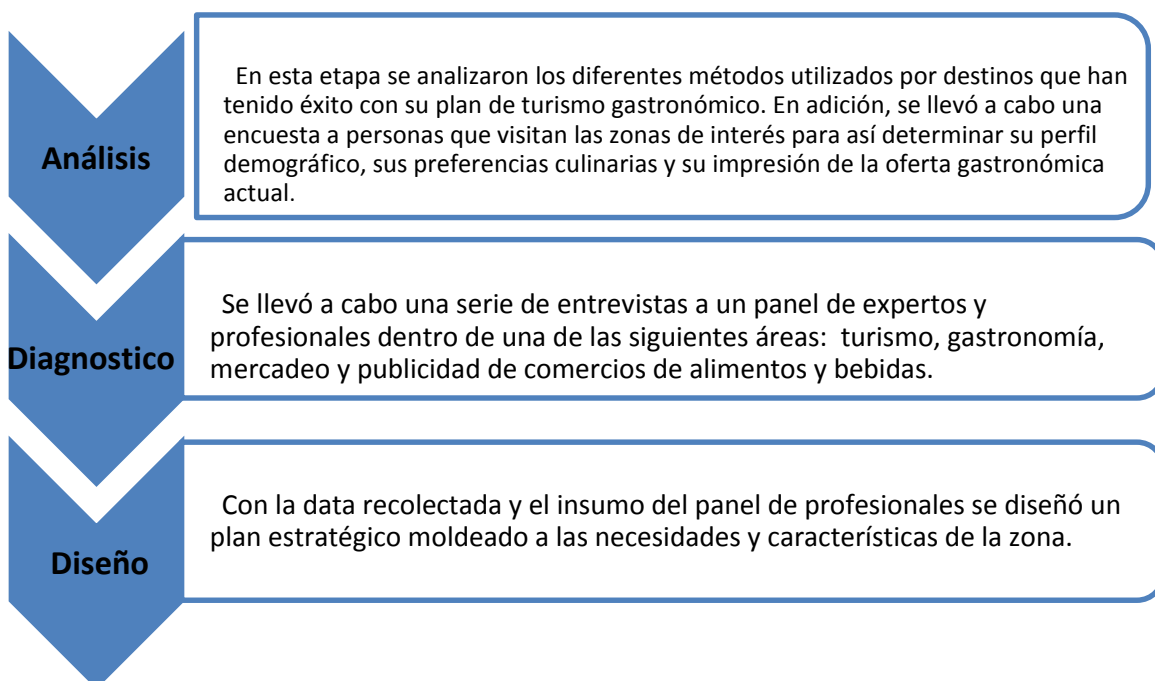 Análisis
En esta etapa se analizaron los diferentes métodos utilizados por destinos que han
tenido éxito con su plan de turismo gastronómico. En adición, se llevó a cabo una
encuesta a personas que visitan las zonas de interés para así determinar su perfil
demográfico, sus preferencias culinarias y su impresión de la oferta gastronómica
actual.
Diagnostico
Se llevó a cabo una serie de entrevistas a un panel de expertos y
profesionales dentro de una de las siguientes áreas: turismo, gastronomía,
mercadeo y publicidad de comercios de alimentos y bebidas.
Diseño
Con la data recolectada y el insumo del panel de profesionales se diseñó un
plan estratégico moldeado a las necesidades y características de la zona.